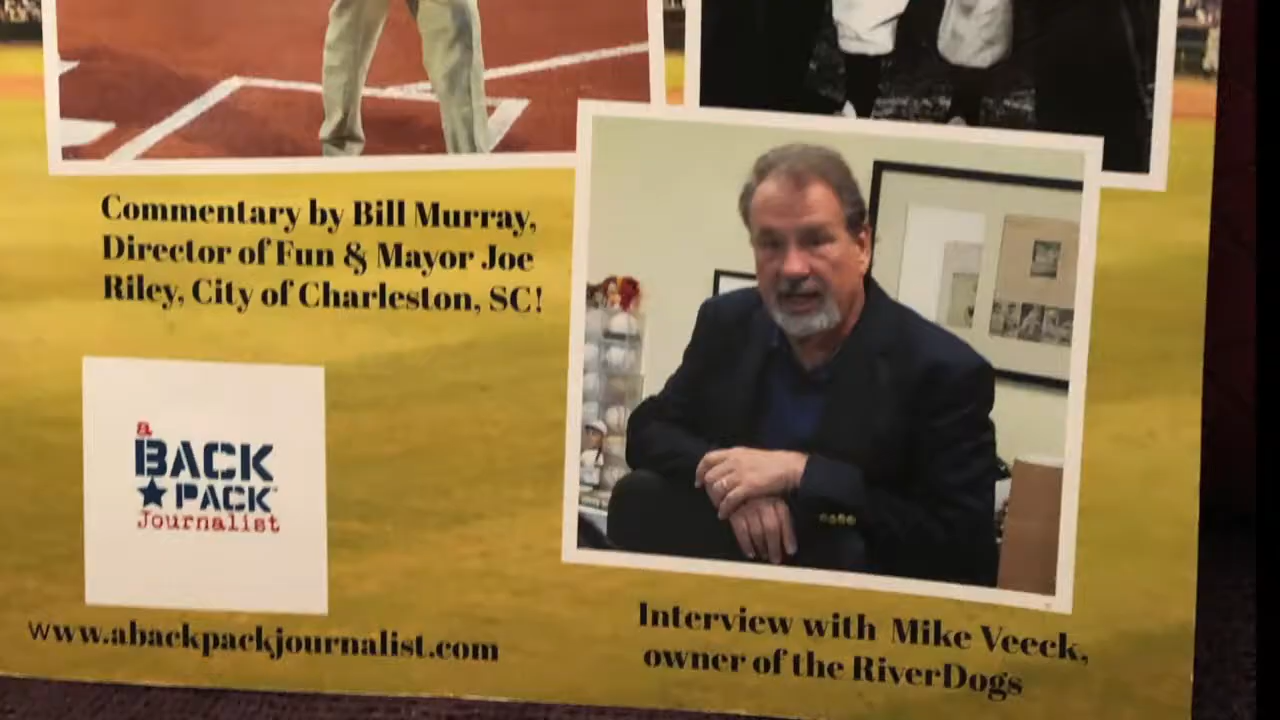 Commentary by Bill Murray,
Director of Fun & Mayor Joe
Riley, City of Charleston, SC!
a
BACK
PACK
Journalist
www.abackpackjournalist.com
Interview with Mike Veeck,
owner of the RiverDogs